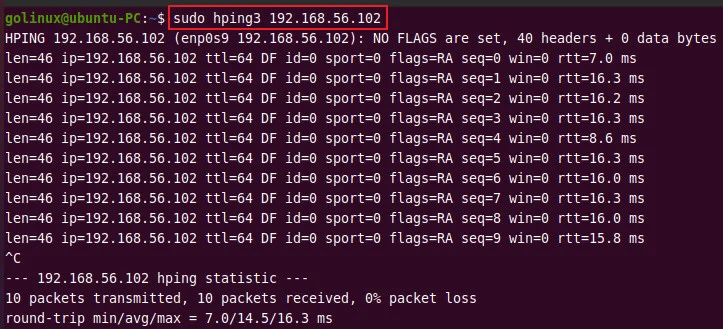 golinux@ubuntu-PC:~$ sudo hping3 192.168.56.102
HPING 192.168.56.102 (enp0s9 192.168.56.102): NO FLAGS are set, 40 headers + 0 data bytes
len=46 ip=192.168.56.102 ttl=64 DF id=0 sport=0 flags=RA seq=0 win=0 rtt=7.0 ms
len=46 ip=192.168.56.102 ttl=64 DF id=0 sport=0 flags=RA seq=1 win=0 rtt=16.3 ms
len=46 ip=192.168.56.102 ttl=64 DF id=0 sport=0 flags=RA seq=2 win=0 rtt=16.2 ms
len=46 ip=192.168.56.102 ttl=64 DF id=0 sport=0 flags=RA seq=3 win=0 rtt=16.3 ms
len=46 ip=192.168.56.102 ttl=64 DF id=0 sport=0 flags=RA seq=4 win=0 rtt=8.6 ms
len=46 ip=192.168.56.102 ttl=64 DF id=0 sport=0 flags=RA seq=5 win=0 rtt=16.3 ms
len=46 ip=192.168.56.102 ttl=64 DF id=0 sport=0 flags=RA seq=6 win=0 rtt=16.0 ms
len=46 ip=192.168.56.102 ttl=64 DF id=0 sport=0 flags=RA seq=7 win=0 rtt=16.3 ms
len=46 ip=192.168.56.102 ttl=64 DF id=0 sport=0 flags=RA seq=8 win=0 rtt=16.0 ms
len=46 ip=192.168.56.102 ttl=64 DF id=0 sport=0 flags=RA seq=9 win=0 rtt=15.8 ms
^C
--- 192.168.56.102 hping statistic ---
10 packets transmitted, 10 packets received, 0% packet loss
round-trip min/avg/max = 7.0/14.5/16.3 ms